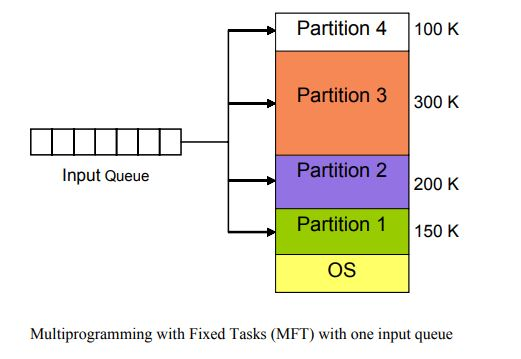 Partition 4 100 K
Partition 3 300 K
Partition 2 200 K
Input Queue
Partition 1 150 K
OS
Multiprogramming with Fixed Tasks (MFT) with one input queue